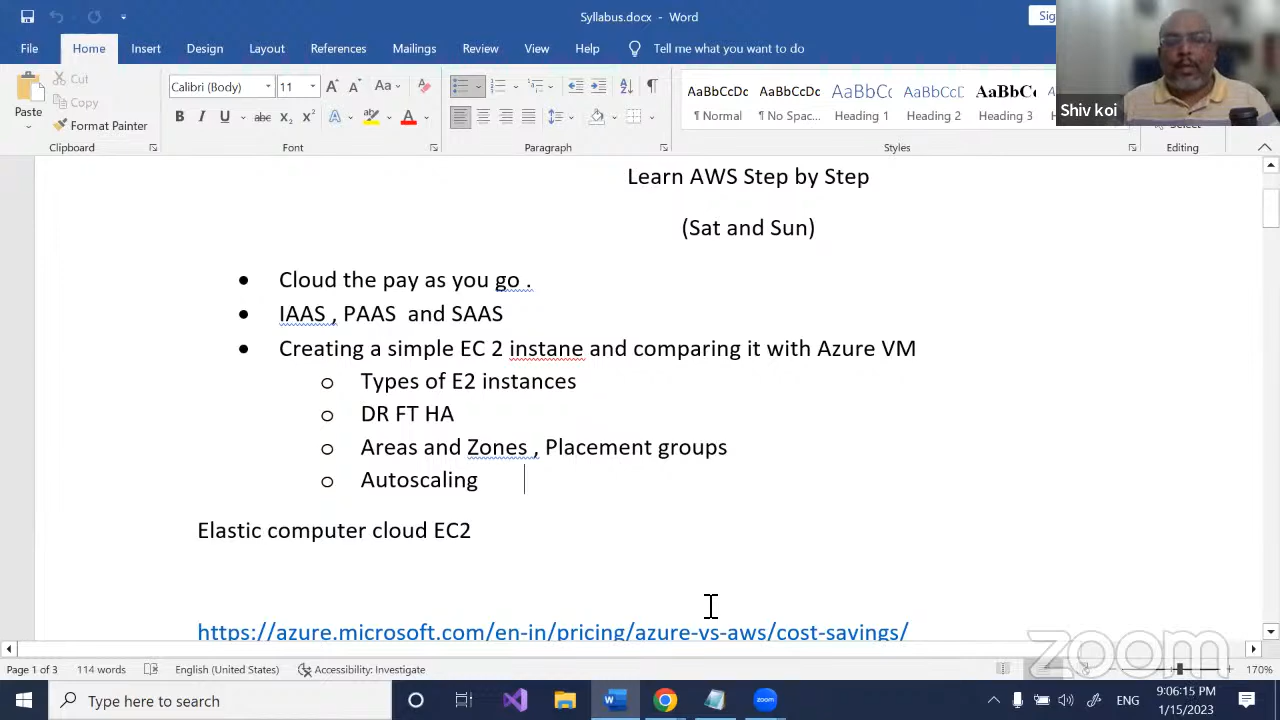 Syllabus.docx - Word
Sig
File Home Insert Design Layout References Mailings Review View Help Tell me what you want to do
Cut
Copy
Paste
Format Painter
Clipboard
Calibri (Body) 11
Font
Paragraph
AaBbCcDc AaBbCcDc AaBbCc AaBbCcD AaBbCc
¶ Normal ¶ No Spac... Heading 1 Heading 2 Heading 3
Styles
Select
Editing
Shiv koi
Learn AWS Step by Step
(Sat and Sun)
• Cloud the pay as you go .
• IAAS , PAAS and SAAS
• Creating a simple EC 2 instane and comparing it with Azure VM
o Types of E2 instances
o DR FT HA
o Areas and Zones , Placement groups
o Autoscaling
Elastic computer cloud EC2
https://azure.microsoft.com/en-in/pricing/azure-vs-aws/cost-savings/
zoom
Page 1 of 3 114 words English (United States) Accessibility: Investigate 170%
Type here to search
zoom
ENG
9:06:15 PM
1/15/2023